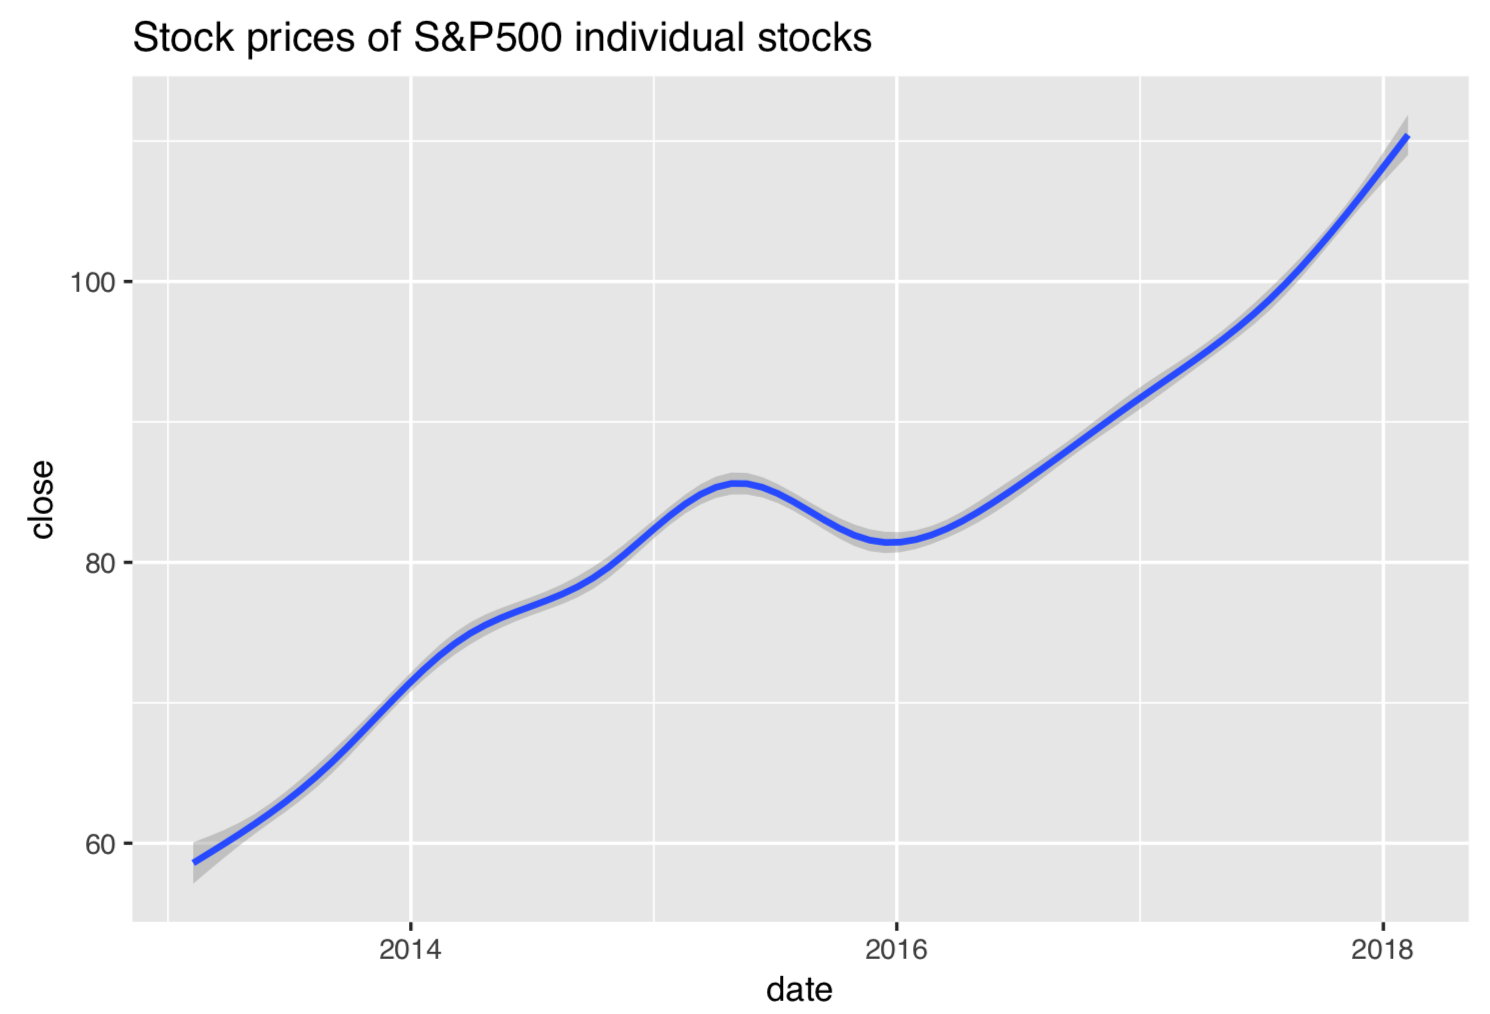 Stock prices of S&P500 individual stocks
100
80
60
close
2014 2016 2018
date